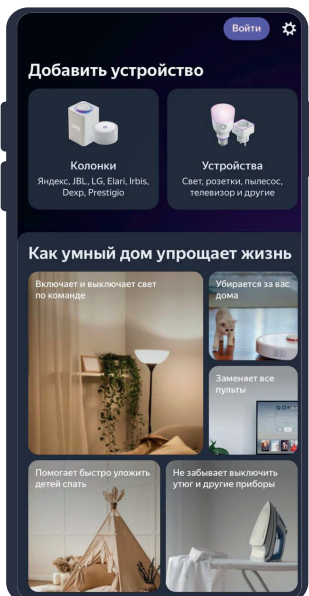 Войти
Добавить устройство
Колонки
Яндекс, JBL, LG, Elari, Irbis,
Dexp, Prestigio
Устройства
Свет, розетки, пылесос,
телевизор и другие
Как умный дом упрощает жизнь
Включает и выключает свет
по команде
Убирается за вас
дома
Заменяет все
пульты
Помогает быстро уложить
детей спать
Не забывает выключить
утюг и другие приборы